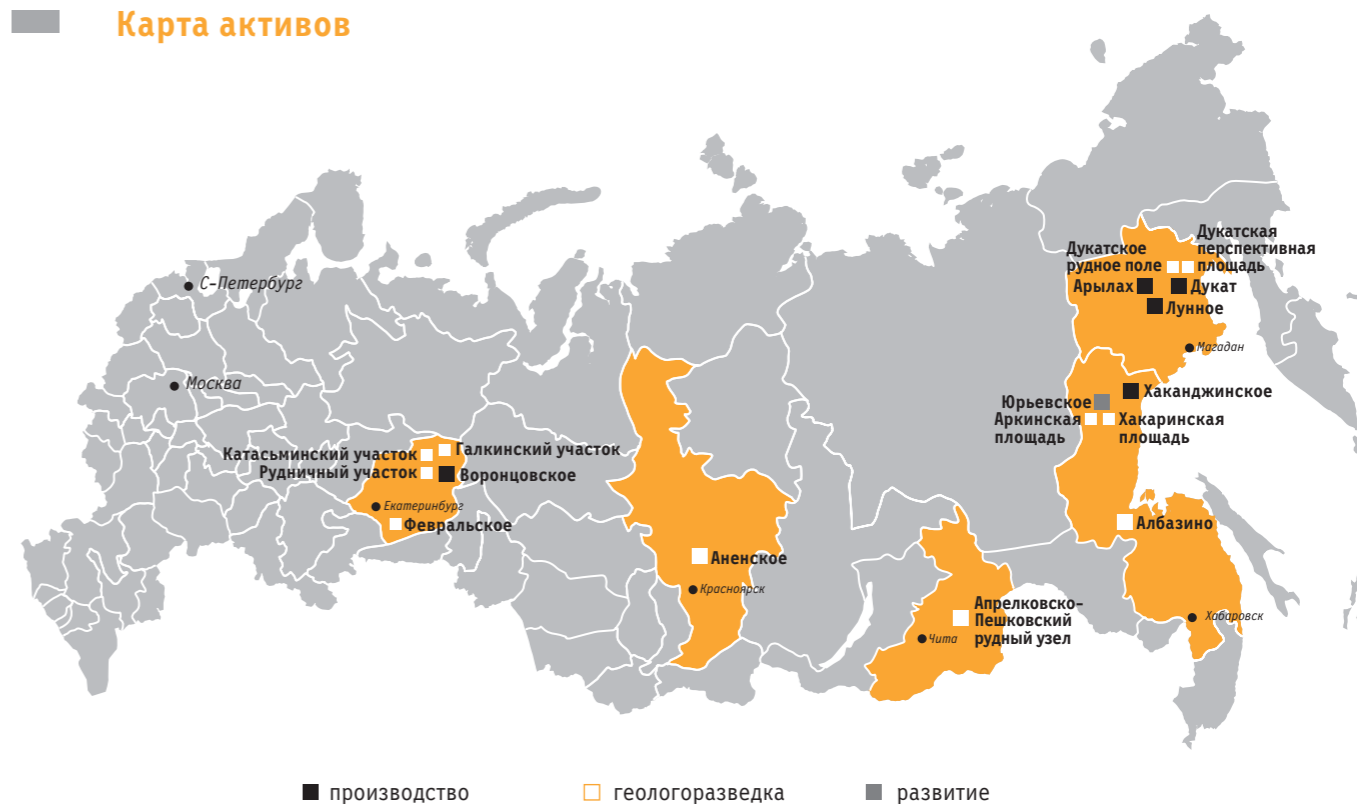 Карта активов
С-Петербург
Москва
Катасьминский участок
Рудничный участок
Галкинский участок
Воронцовское
Екатеринбург
Февральское
Аненское
Красноярск
Апрелковско-
Пешковский
рудный узел
Чита
Дукатское
рудное поле
Дукатская
перспективная
площадь
Арылах
Дукат
Лунное
Магадан
Хаканджинское
Юрьевское
Аркинская
площадь
Хакаринская
площадь
Албазино
Хабаровск
производство
геологоразведка
развитие